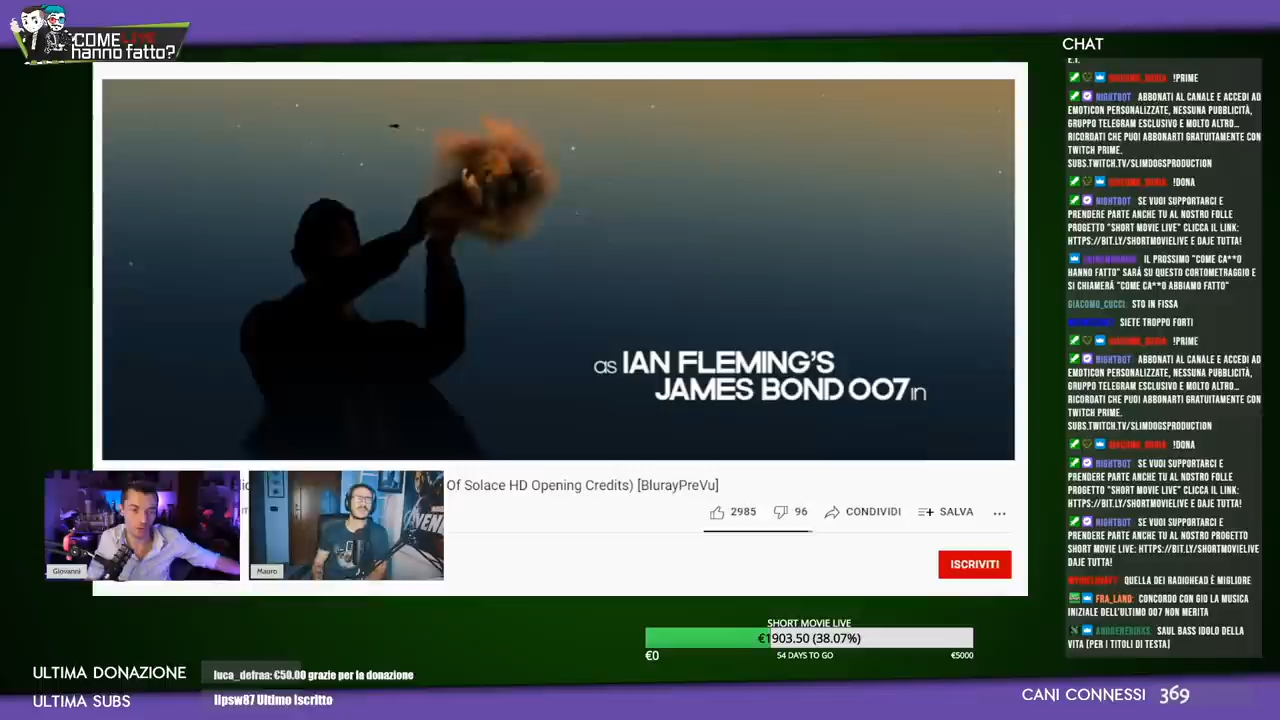 COME LIVE
hanno fatto?
CHAT
E.T.
!PRIME
NIGHTBOT ABBONATI AL CANALE E ACCEDI AD
EMOTICON PERSONALIZZATE, NESSUNA PUBBLICITÀ,
GRUPPO TELEGRAM ESCLUSIVO E MOLTO ALTRO...
RICORDATI CHE PUOI ABBONARTI GRATUITAMENTE CON
TWITCH PRIME.
SUBS.TWITCH.TV/SLIMDOGSPRODUCTION
!DONA
NIGHTBOT SE VUOI SUPPORTARCI E
PRENDERE PARTE ANCHE TU AL NOSTRO FOLLE
PROGETTO "SHORT MOVIE LIVE" CLICCA IL LINK:
HTTPS://BIT.LY/SHORTMOVIELIVE E DAJE TUTTA!
IL PROSSIMO "COME CA**O
HANNO FATTO" SARÁ SU QUESTO CORTOMETRAGGIO E
SI CHIAMERÁ "COME CA**O ABBIAMO FATTO"
GIACOMO_CUCCI: STO IN FISSA
SIETE TROPPO FORTI
!PRIME
NIGHTBOT ABBONATI AL CANALE E ACCEDI AD
EMOTICON PERSONALIZZATE, NESSUNA PUBBLICITÀ,
GRUPPO TELEGRAM ESCLUSIVO E MOLTO ALTRO...
RICORDATI CHE PUOI ABBONARTI GRATUITAMENTE CON
TWITCH PRIME.
SUBS.TWITCH.TV/SLIMDOGSPRODUCTION
!DONA
NIGHTBOT SE VUOI SUPPORTARCI E
PRENDERE PARTE ANCHE TU AL NOSTRO FOLLE
PROGETTO "SHORT MOVIE LIVE" CLICCA IL LINK:
HTTPS://BIT.LY/SHORTMOVIELIVE E DAJE TUTTA!
NIGHTBOT SE VUOI SUPPORTARCI E
PRENDERE PARTE ANCHE TU AL NOSTRO PROGETTO
SHORT MOVIE LIVE: HTTPS://BIT.LY/SHORTMOVIELIVE
DAJE TUTTA!
QUELLA DEI RADIOHEAD È MIGLIORE
FRA_LAND: CONCORDO CON GIO LA MUSICA
INIZIALE DELL'ULTIMO 007 NON MERITA
SAUL BASS IDOLO DELLA
VITA (PER I TITOLI DI TESTA)
as IAN FLEMING'S
JAMES BOND 007 in
Of Solace HD Opening Credits) [BlurayPreVu]
2985 96 CONDIVIDI SALVA ...
ISCRIVITI
Giovanni
Mauro
SHORT MOVIE LIVE
€1903.50 (38.07%)
€0 54 DAYS TO GO €5000
ULTIMA DONAZIONE luca_defraa: €50.00 grazie per la donazione
ULTIMA SUBS lipsw87 Ultimo Iscritto
CANI CONNESSI 369